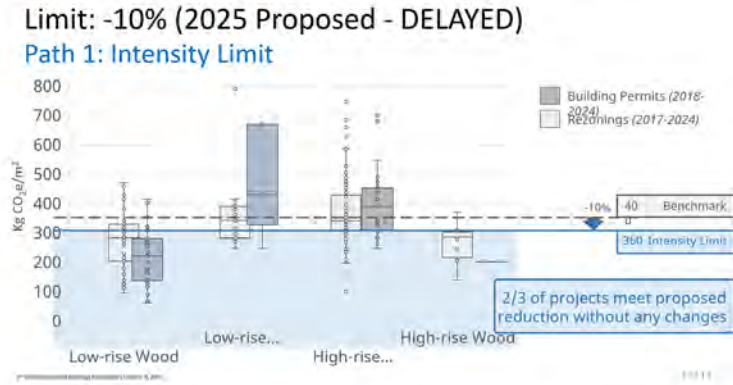 Limit: -10% (2025 Proposed - DELAYED)
Path 1: Intensity Limit
Kg CO₂e/m²
800
700
600
500
400
300
200
100
0
Building Permits (2018-
2024)
Rezonings (2017-2024)
-10%
40 Benchmark
360 Intensity Limit
2/3 of projects meet proposed
reduction without any changes
Low-rise Wood
Low-rise...
High-rise...
High-rise Wood